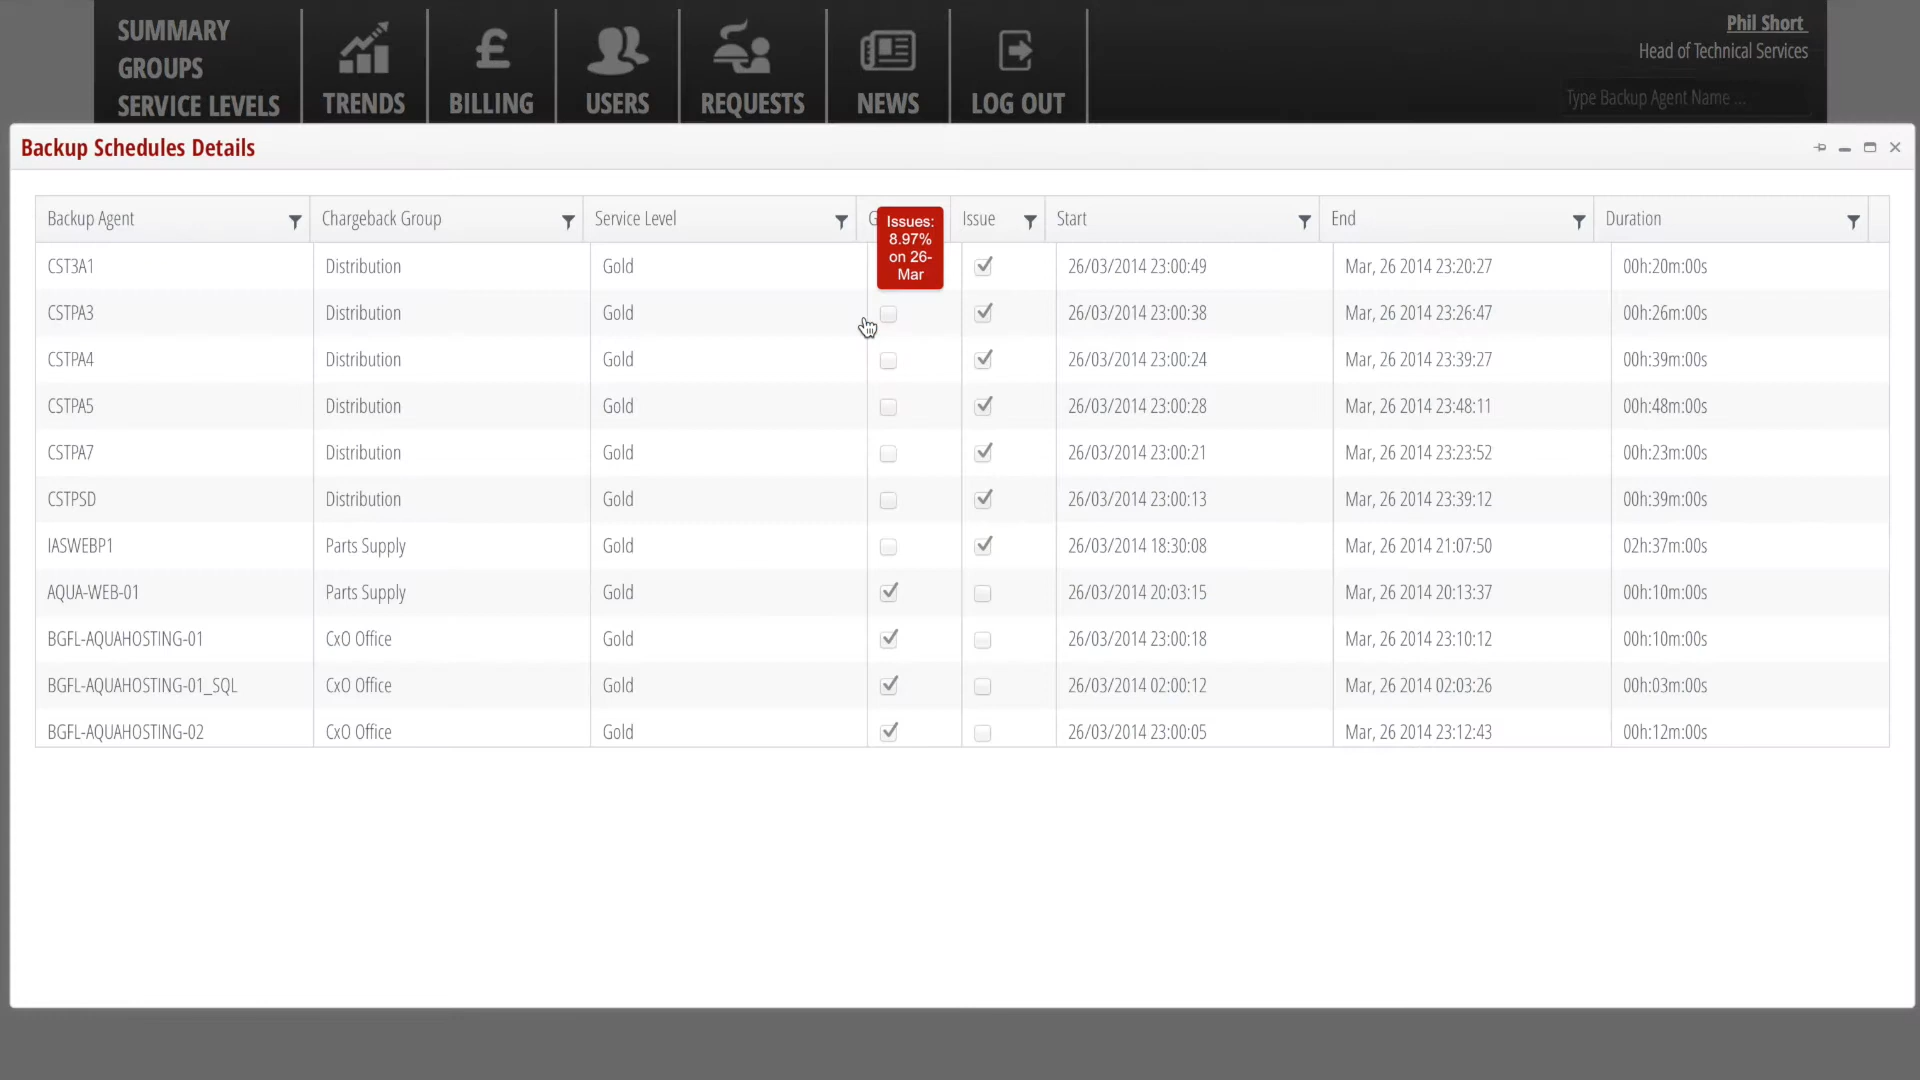 SUMMARY
GROUPS
SERVICE LEVELS
TRENDS
BILLING
USERS
REQUESTS
NEWS
LOG OUT
Phil Short
Head of Technical Services
Type Backup Agent Name ...
Backup Schedules Details
Backup Agent Chargeback Group Service Level G Issue Start End Duration
Issues:
8.97%
on 26-
Mar
CST3A1 Distribution Gold 26/03/2014 23:00:49 Mar, 26 2014 23:20:27 00h:20m:00s
CSTPA3 Distribution Gold 26/03/2014 23:00:38 Mar, 26 2014 23:26:47 00h:26m:00s
CSTPA4 Distribution Gold 26/03/2014 23:00:24 Mar, 26 2014 23:39:27 00h:39m:00s
CSTPA5 Distribution Gold 26/03/2014 23:00:28 Mar, 26 2014 23:48:11 00h:48m:00s
CSTPA7 Distribution Gold 26/03/2014 23:00:21 Mar, 26 2014 23:23:52 00h:23m:00s
CSTPSD Distribution Gold 26/03/2014 23:00:13 Mar, 26 2014 23:39:12 00h:39m:00s
IASWEBP1 Parts Supply Gold 26/03/2014 18:30:08 Mar, 26 2014 21:07:50 02h:37m:00s
AQUA-WEB-01 Parts Supply Gold 26/03/2014 20:03:15 Mar, 26 2014 20:13:37 00h:10m:00s
BGFL-AQUAHOSTING-01 CxO Office Gold 26/03/2014 23:00:18 Mar, 26 2014 23:10:12 00h:10m:00s
BGFL-AQUAHOSTING-01_SQL CxO Office Gold 26/03/2014 02:00:12 Mar, 26 2014 02:03:26 00h:03m:00s
BGFL-AQUAHOSTING-02 CxO Office Gold 26/03/2014 23:00:05 Mar, 26 2014 23:12:43 00h:12m:00s